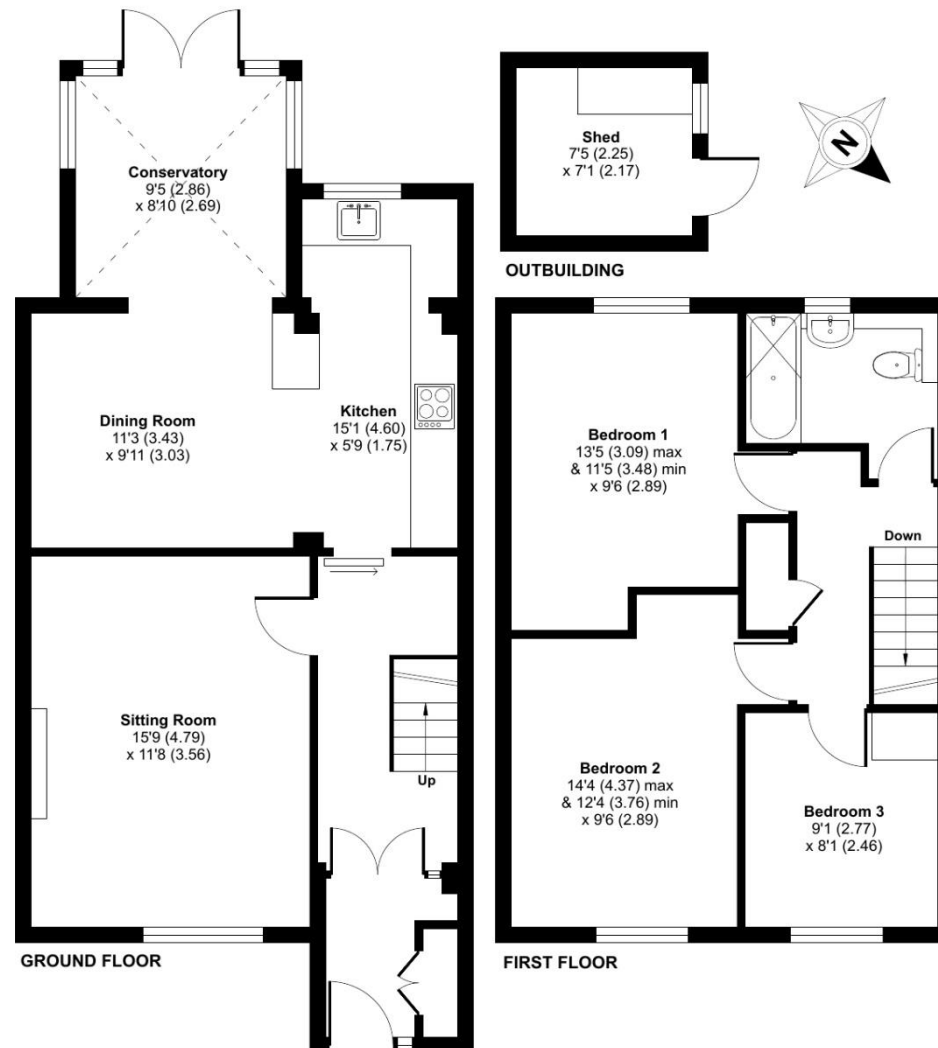 Conservatory
9'5 (2.86)
x 8'10 (2.69)
Shed
7'5 (2.25)
x 7'1 (2.17)
N
OUTBUILDING
Dining Room
11'3 (3.43)
x 9'11 (3.03)
Kitchen
15'1 (4.60)
x 5'9 (1.75)
Sitting Room
15'9 (4.79)
x 11'8 (3.56)
Up
GROUND FLOOR
Bedroom 1
13'5 (3.09) max
& 11'5 (3.48) min
x 9'6 (2.89)
Down
Bedroom 2
14'4 (4.37) max
& 12'4 (3.76) min
x 9'6 (2.89)
Bedroom 3
9'1 (2.77)
x 8'1 (2.46)
FIRST FLOOR